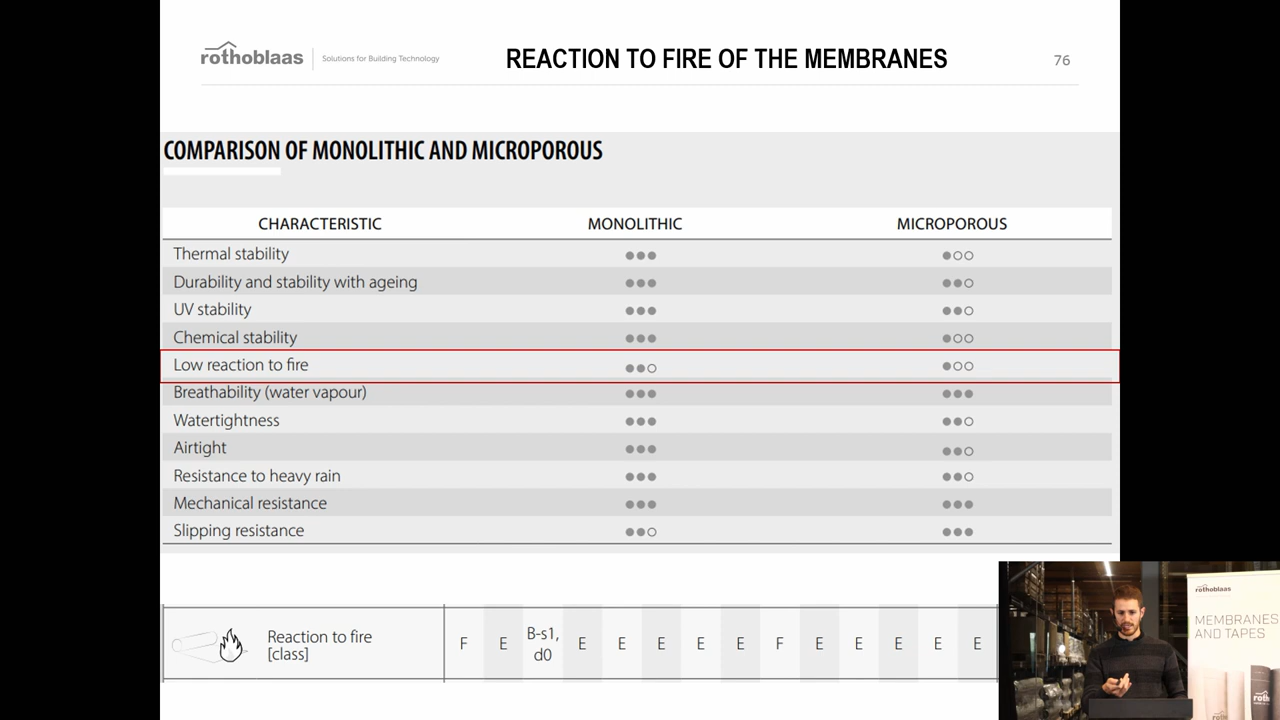 rothoblaas
Solutions for Building Technology
REACTION TO FIRE OF THE MEMBRANES
76
COMPARISON OF MONOLITHIC AND MICROPOROUS
CHARACTERISTIC MONOLITHIC MICROPOROUS
Thermal stability ●●● ●○○
Durability and stability with ageing ●●● ●●○
UV stability ●●● ●●○
Chemical stability ●●● ●○○
Low reaction to fire ●●○ ●○○
Breathability (water vapour) ●●● ●●●
Watertightness ●●● ●●○
Airtight ●●● ●●○
Resistance to heavy rain ●●● ●●○
Mechanical resistance ●●● ●●●
Slipping resistance ●●○ ●●●
Reaction to fire
[class]
F E B-s1, E E E E E F E E E E E
d0
rothoblaas
MEMBRANES
AND TAPES
roth